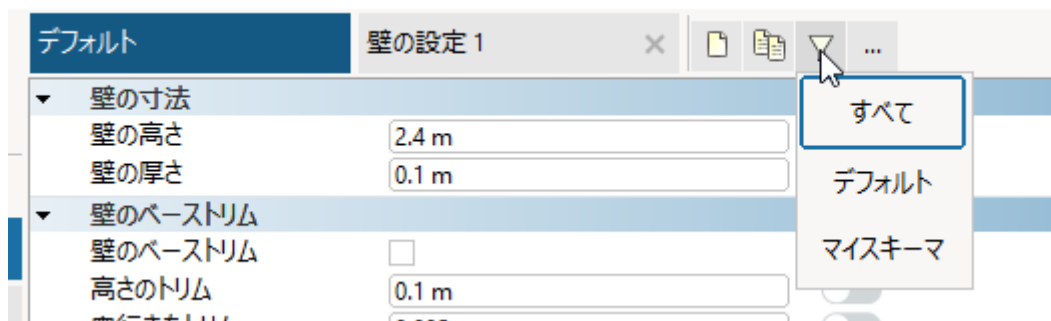 デフォルト
壁の設定 1
...
壁の寸法
すべて
壁の高さ 2.4 m
壁の厚さ 0.1 m
デフォルト
壁のベーストリム
壁のベーストリム
マイスキーマ
高さのトリム 0.1 m